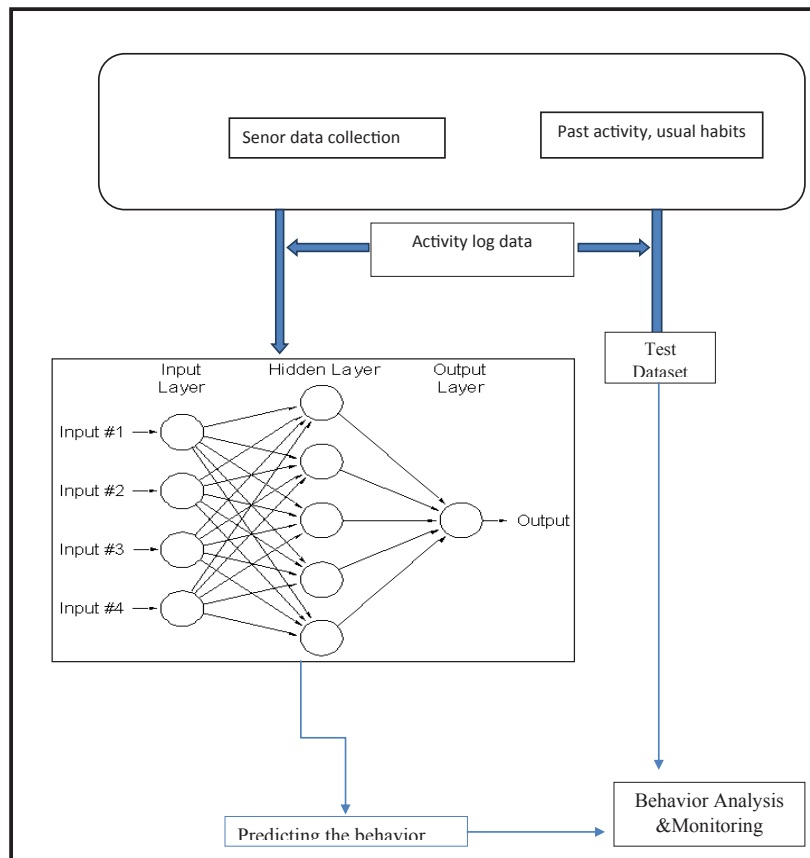 Senor data collection
Past activity, usual habits
Activity log data
Test
Dataset
Input
Layer
Hidden Layer
Output
Layer
Input #1
Input #2
Input #3
Input #4
Output
Predicting the behavior
Behavior Analysis
&Monitoring